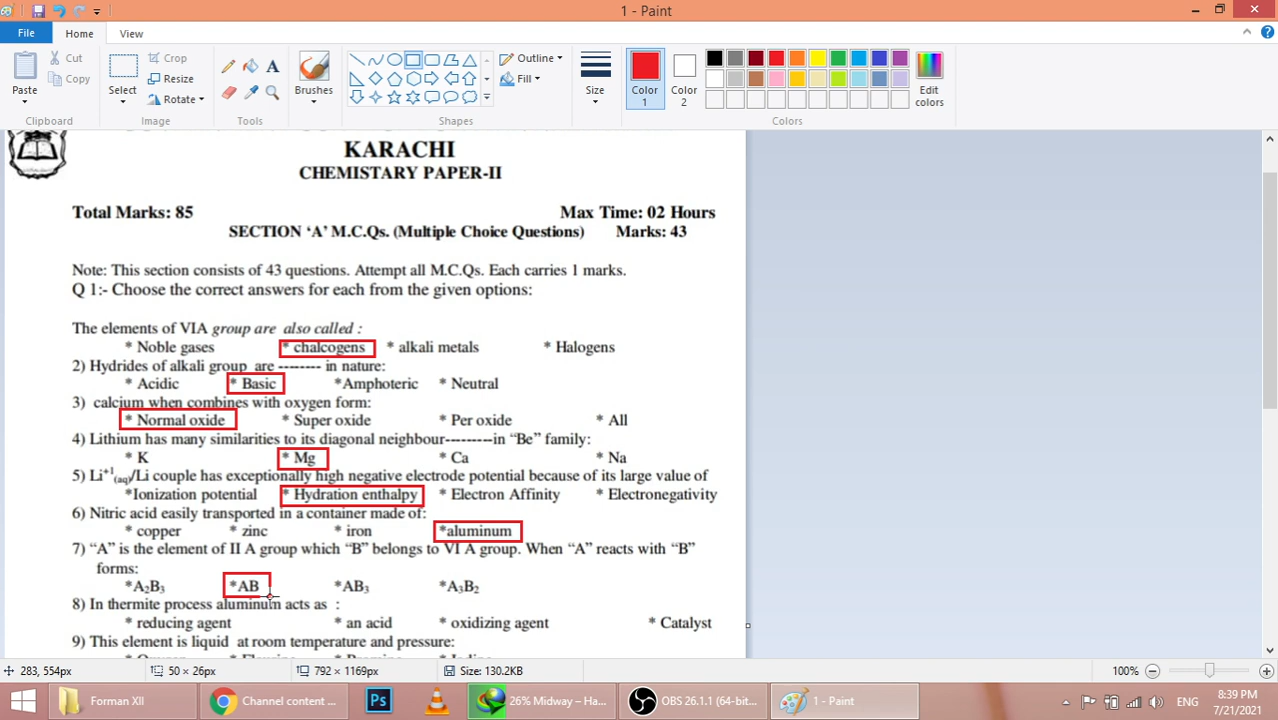 1 - Paint
File Home View
Paste Cut Copy
Clipboard
Select Crop Resize Rotate
Image
A
Tools
Brushes
Shapes
Outline Fill
Size
Color 1 Color 2
Edit colors
Colors
KARACHI
CHEMISTARY PAPER-II
Total Marks: 85 Max Time: 02 Hours
SECTION ‘A’ M.C.Qs. (Multiple Choice Questions) Marks: 43
Note: This section consists of 43 questions. Attempt all M.C.Qs. Each carries 1 marks.
Q 1:- Choose the correct answers for each from the given options:
The elements of VIA group are also called :
* Noble gases * chalcogens * alkali metals * Halogens
2) Hydrides of alkali group are -------- in nature:
* Acidic * Basic *Amphoteric * Neutral
3) calcium when combines with oxygen form:
* Normal oxide * Super oxide * Per oxide * All
4) Lithium has many similarities to its diagonal neighbour---------in “Be” family:
* K * Mg * Ca * Na
5) Li⁺¹₍aq₎/Li couple has exceptionally high negative electrode potential because of its large value of
*Ionization potential * Hydration enthalpy * Electron Affinity * Electronegativity
6) Nitric acid easily transported in a container made of:
* copper * zinc * iron *aluminum
7) “A” is the element of II A group which “B” belongs to VI A group. When “A” reacts with “B”
forms:
*A₂B₃ *AB *AB₃ *A₃B₂
8) In thermite process aluminum acts as :
* reducing agent * an acid * oxidizing agent * Catalyst
9) This element is liquid at room temperature and pressure:
283, 554px 50 × 26px 792 × 1169px Size: 130.2KB 100%
Forman XII Channel content ... Ps 26% Midway – Ha... OBS 26.1.1 (64-bit... 1 - Paint ENG 8:39 PM
7/21/2021